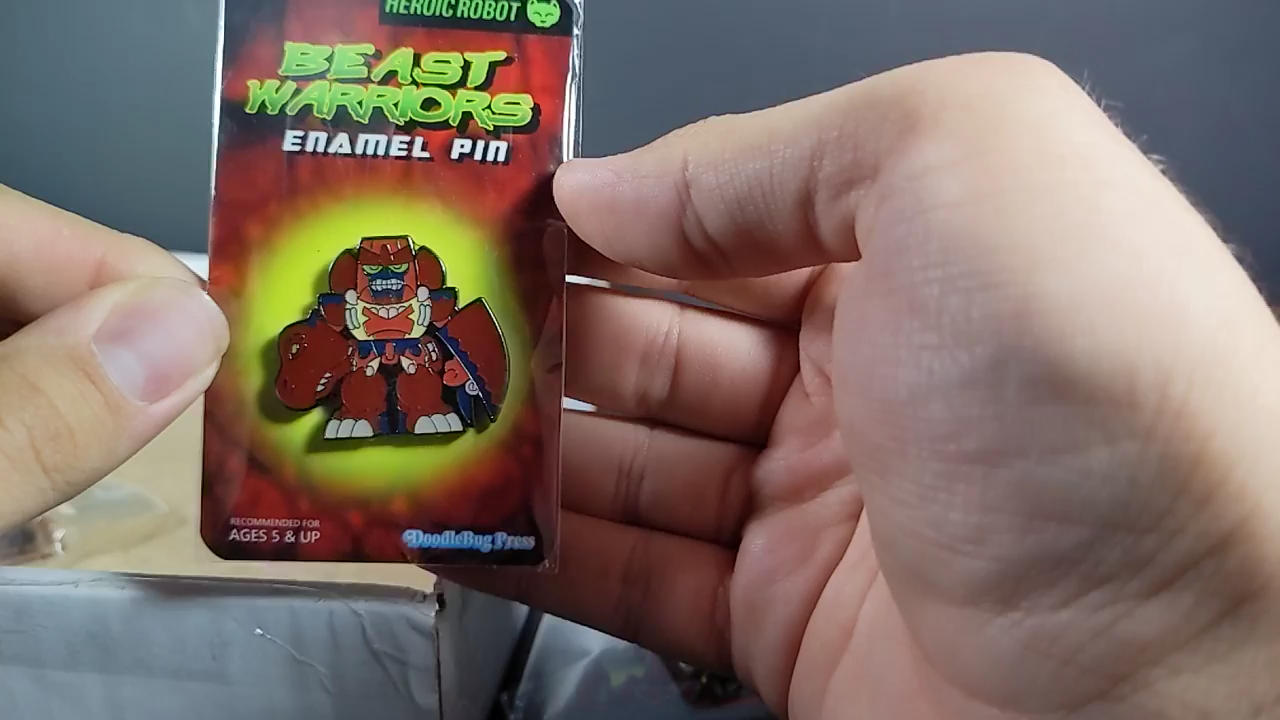 HEROIC ROBOT
BEAST
WARRIORS
ENAMEL PIN
RECOMMENDED FOR
AGES 5 & UP
DoodleBug Press